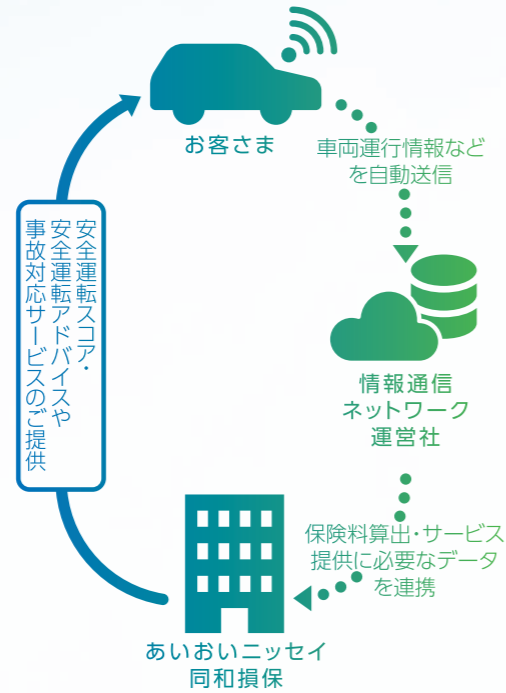 お客さま
車両運行情報など
を自動送信
情報通信
ネットワーク
運営社
保険料算出・サービス
提供に必要なデータ
を連携
あいおいニッセイ
同和損保
安全運転スコア・
安全運転アドバイスや
事故対応サービスのご提供